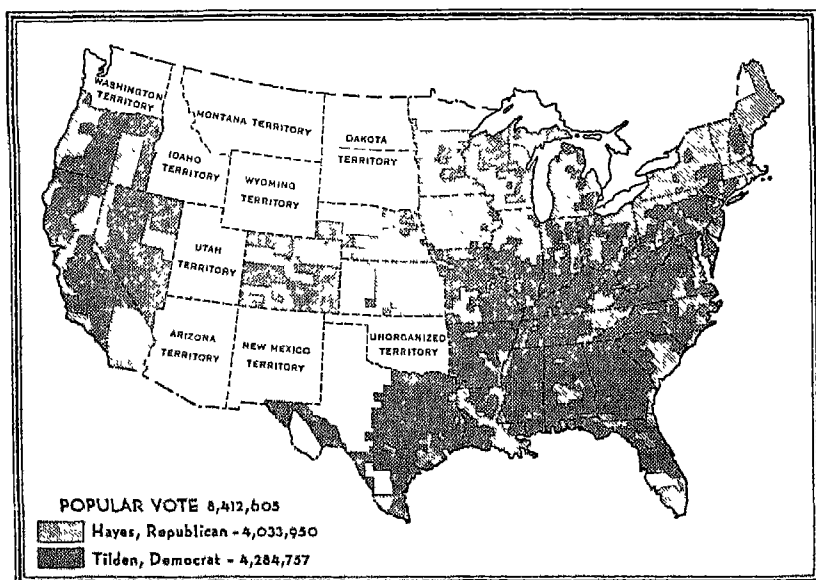 WASHINGTON
TERRITORY
MONTANA TERRITORY
DAKOTA
TERRITORY
IDAHO
TERRITORY
WYOMING
TERRITORY
UTAH
TERRITORY
ARIZONA
TERRITORY
NEW MEXICO
TERRITORY
UNORGANIZED
TERRITORY
POPULAR VOTE 8,412,605
Hayes, Republican - 4,033,950
Tilden, Democrat - 4,284,757